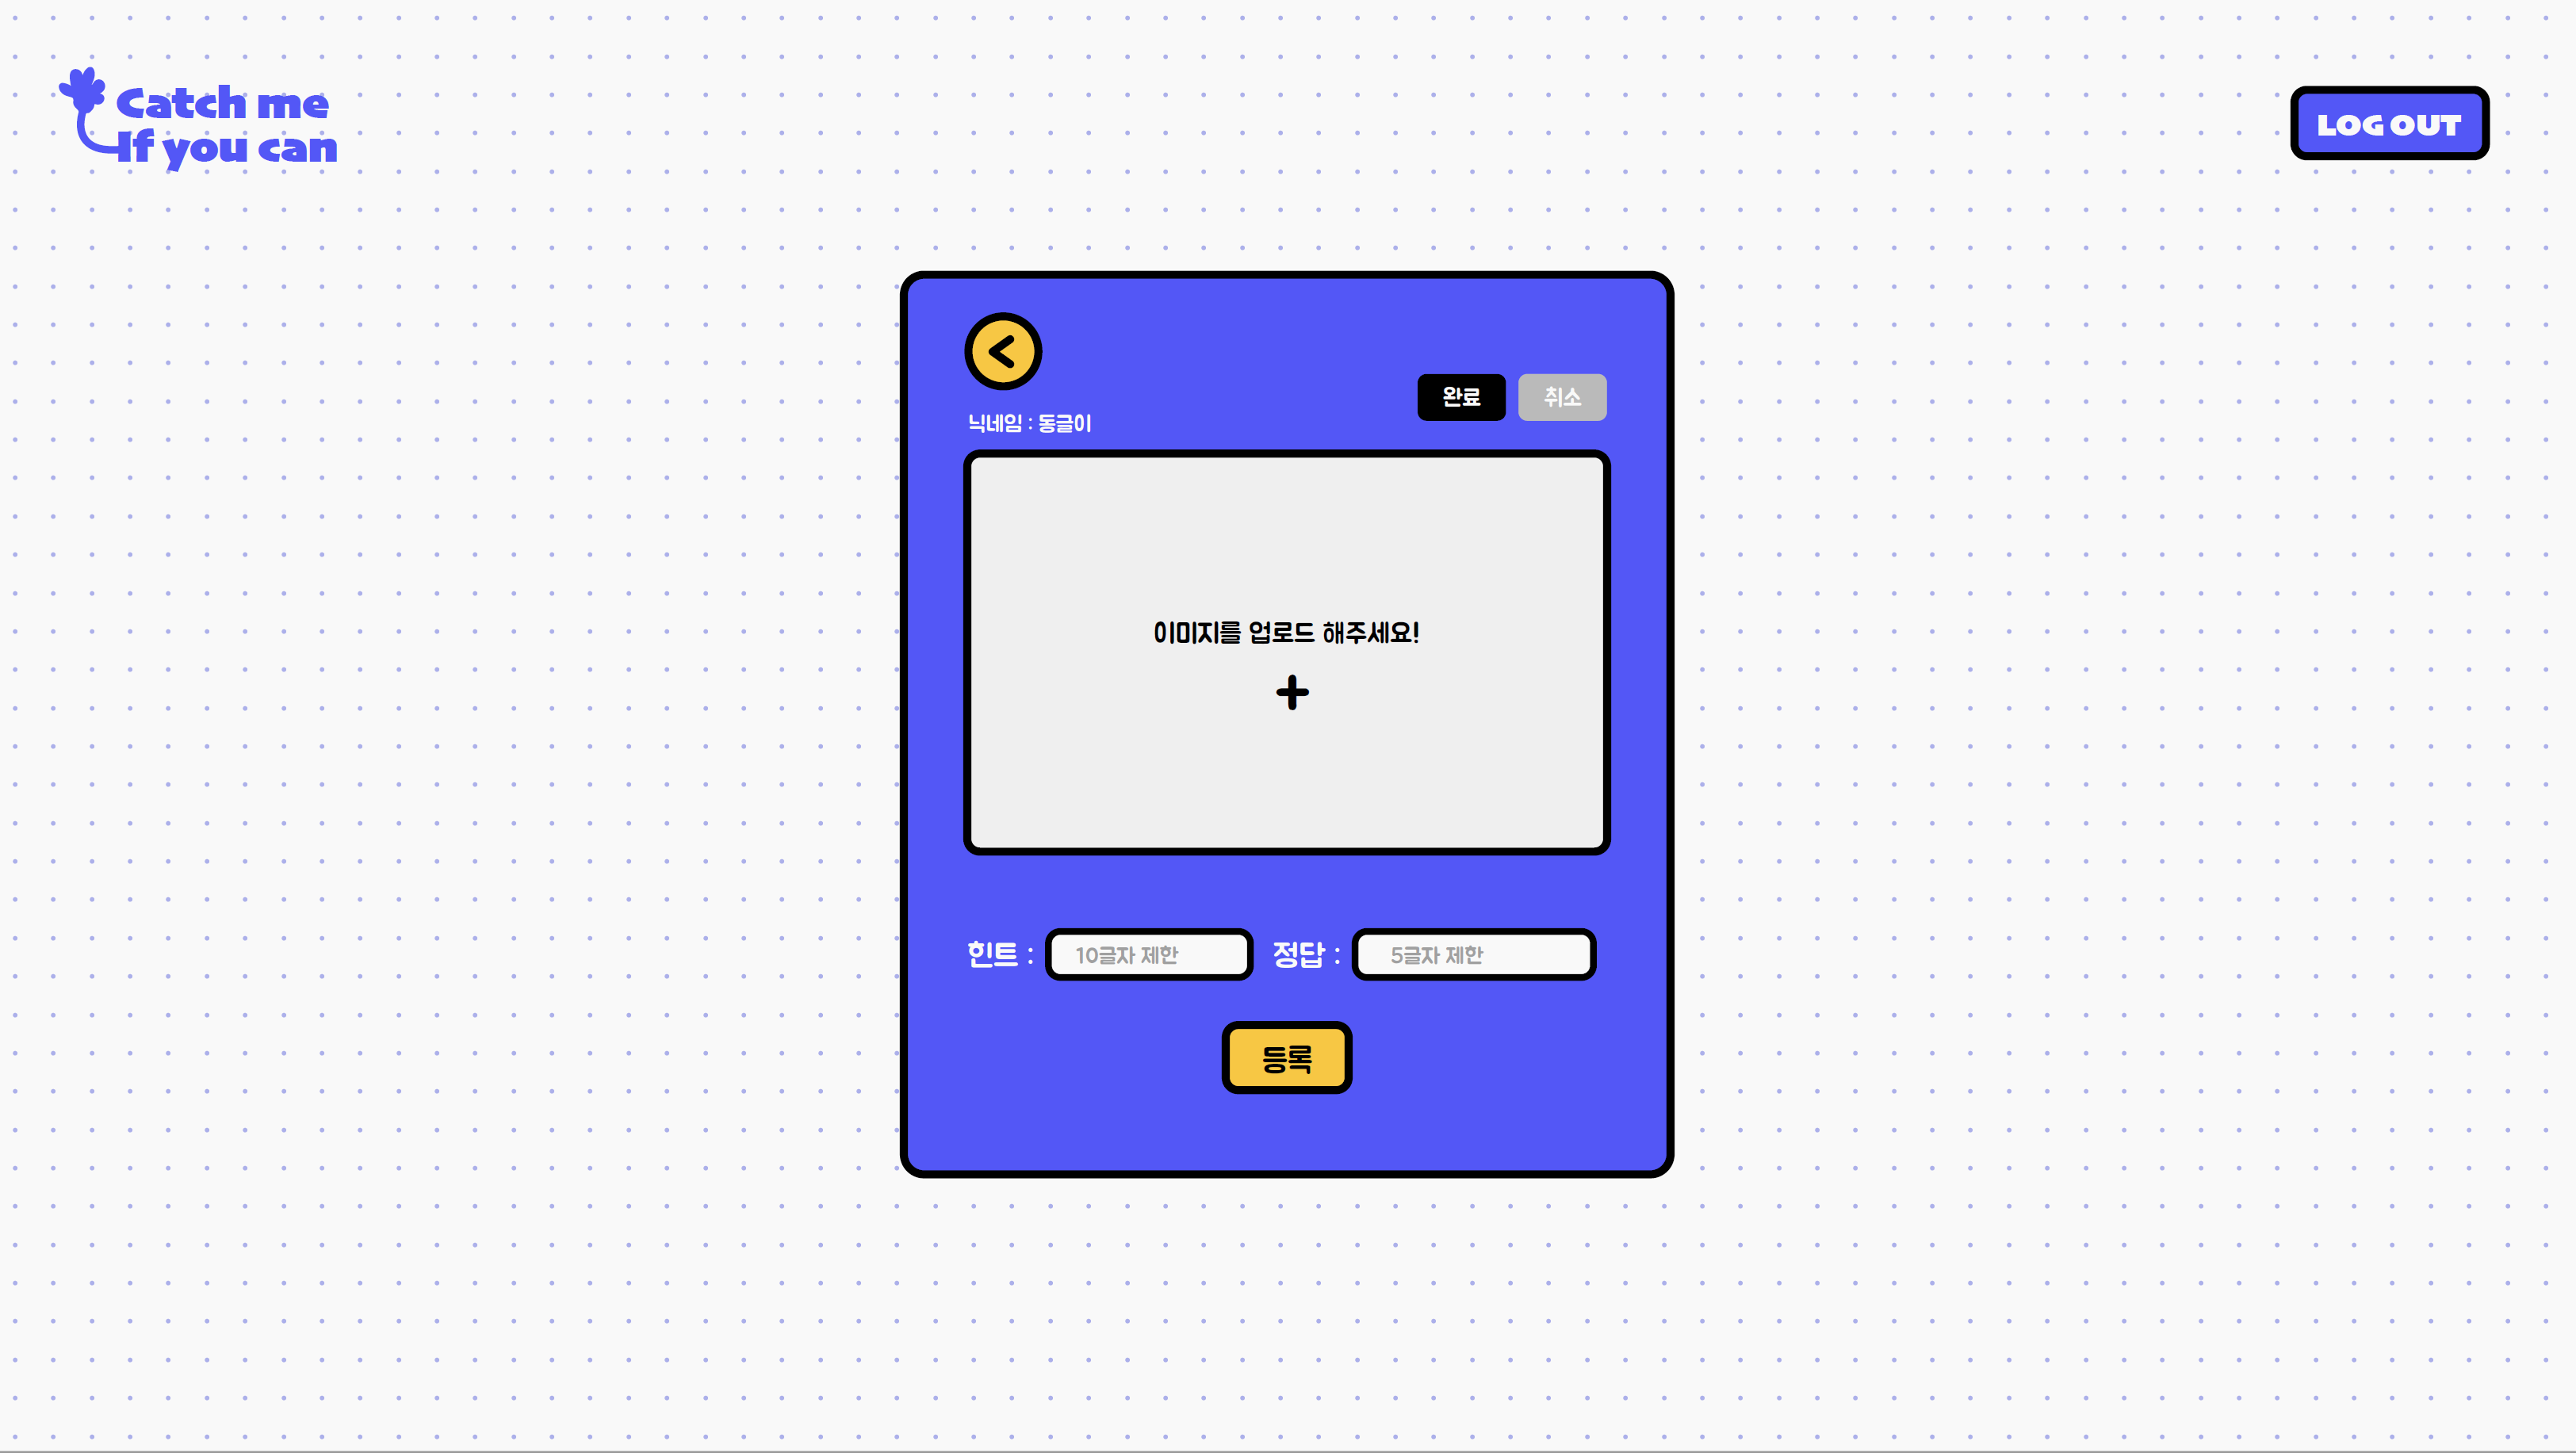 Catch me
If you can
LOG OUT
완료
취소
닉네임 : 동글이
이미지를 업로드 해주세요!
+
힌트 : 10글자 제한
정답 : 5글자 제한
등록